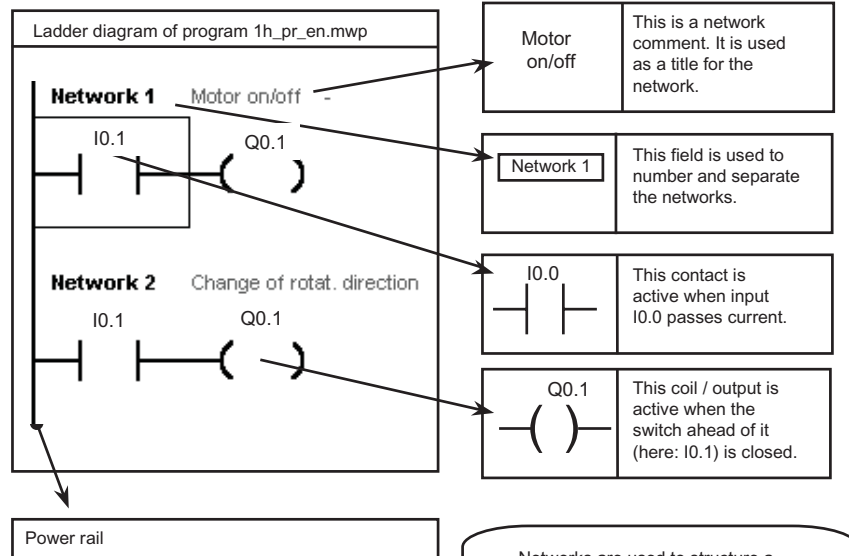 Ladder diagram of program 1h_pr_en.mwp
Network 1 Motor on/off -
I0.1 Q0.1
Network 2 Change of rotat. direction
I0.1 Q0.1
Motor
on/off
This is a network
comment. It is used
as a title for the
network.
Network 1
This field is used to
number and separate
the networks.
I0.0
This contact is
active when input
I0.0 passes current.
Q0.1
This coil / output is
active when the
switch ahead of it
(here: I0.1) is closed.
Power rail
Networks are used to structure a